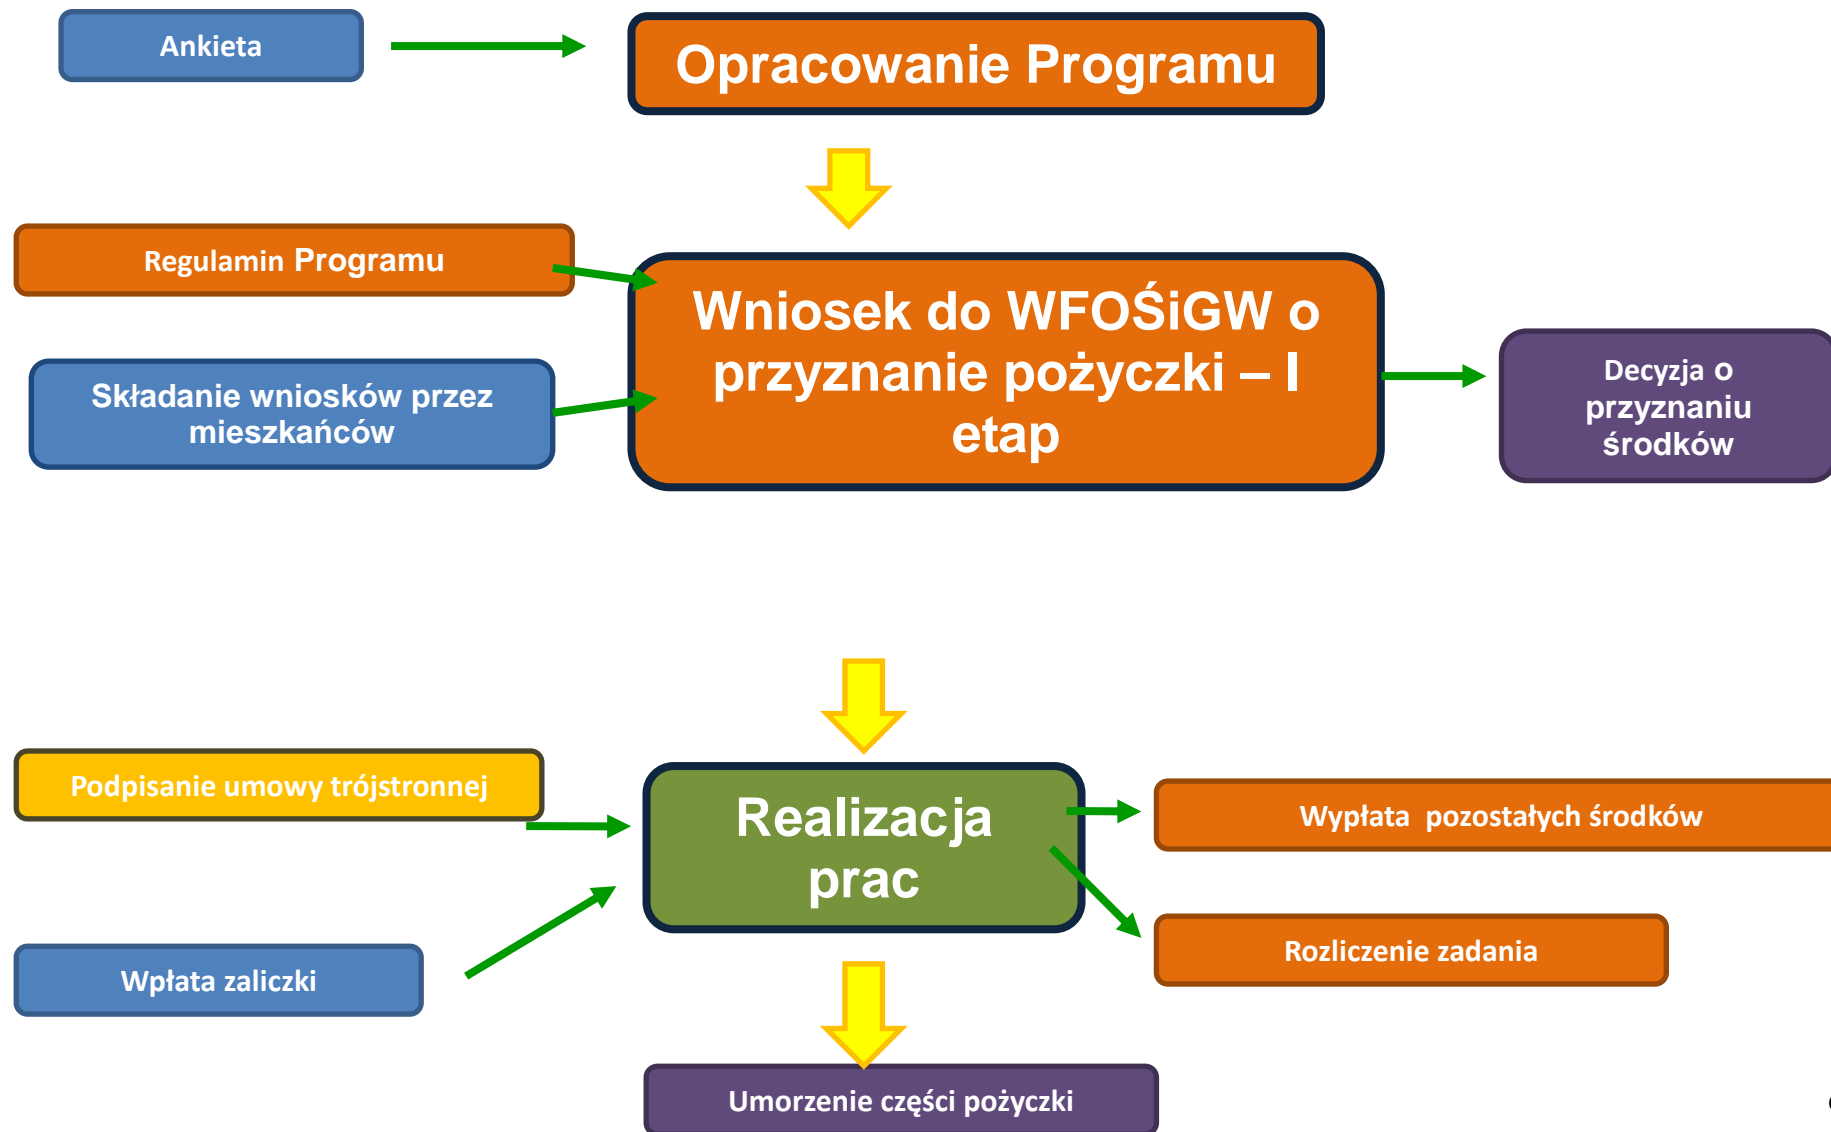 Ankieta
Opracowanie Programu
Regulamin Programu
Wniosek do WFOŚiGW o
przyznanie pożyczki – I
etap
Składanie wniosków przez
mieszkańców
Decyzja o
przyznaniu
środków
Podpisanie umowy trójstronnej
Realizacja
prac
Wypłata  pozostałych środków
Wpłata zaliczki
Rozliczenie zadania
Umorzenie części pożyczki